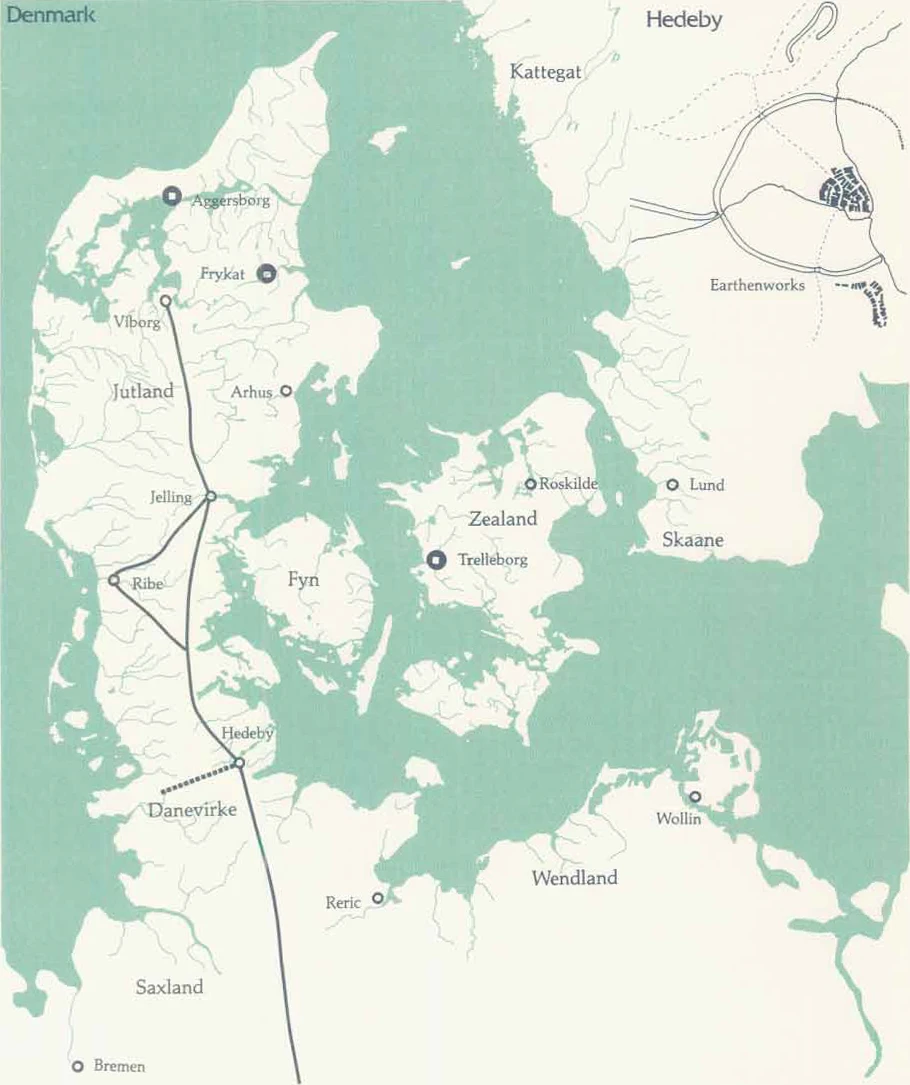 Denmark
Hedeby
Kattegat
Aggersborg
Frykat
Earthenworks
Viborg
Jutland
Arhus
Jelling
Roskilde
Lund
Zealand
Skaane
Trelleborg
Fyn
Ribe
Hedeby
Danevirke
Wollin
Wendland
Reric
Saxland
Bremen